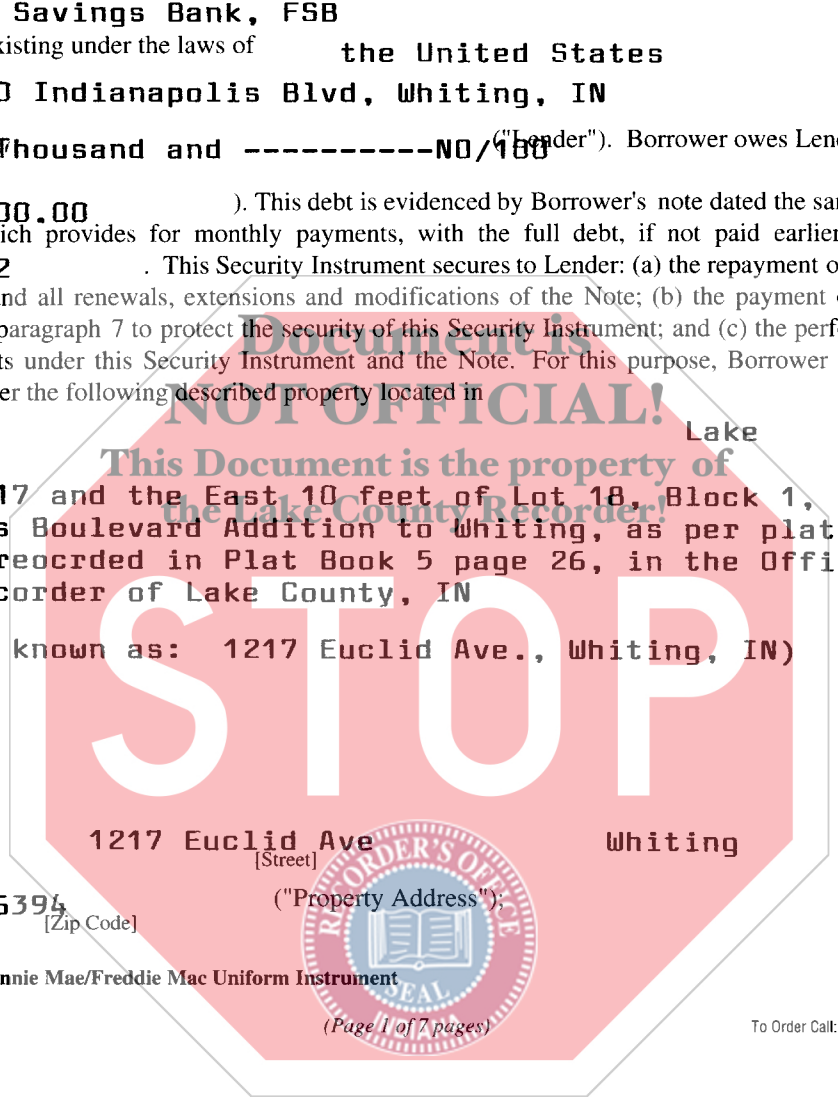 Savings Bank, FSB
xisting under the laws of the United States
0 Indianapolis Blvd, Whiting, IN
Thousand and ----------NO/100 ("Lender"). Borrower owes Lend
00.00 ). This debt is evidenced by Borrower's note dated the sam
ich provides for monthly payments, with the full debt, if not paid earlier
2 . This Security Instrument secures to Lender: (a) the repayment o
nd all renewals, extensions and modifications of the Note; (b) the payment
paragraph 7 to protect the security of this Security Instrument; and (c) the perf
ts under this Security Instrument and the Note. For this purpose, Borrower
Document is
er the following described property located in
NOT OFFICIAL!
Lake
This Document is the property of
17 and the East 10 feet of Lot 18, Block 1,
the Lake County Recorder!
s Boulevard Addition to Whiting, as per plat
reocrded in Plat Book 5 page 26, in the Offi
corder of Lake County, IN
known as: 1217 Euclid Ave., Whiting, IN)
STOP
1217 Euclid Ave Whiting
[Street]
6394 ("Property Address");
[Zip Code]
RECORDER'S OFFICE
nnie Mae/Freddie Mac Uniform Instrument
SEAL
INDIANA
(Page 1 of 7 pages) To Order Call: